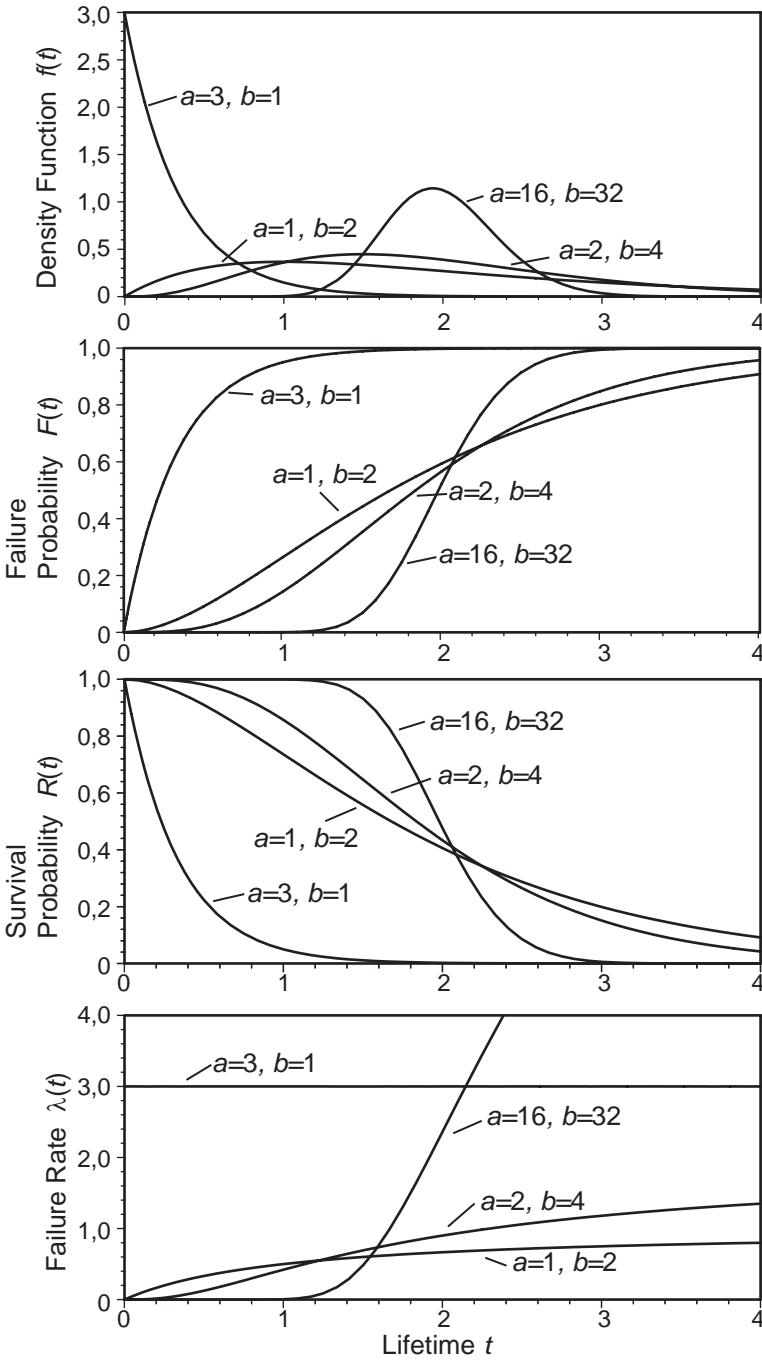 Density Function f(t)
3,0
2,5
2,0
1,5
1,0
0,5
0
a=3, b=1
a=16, b=32
a=1, b=2
a=2, b=4
0 1 2 3 4
Failure
Probability F(t)
1,0
0,8
0,6
0,4
0,2
0
a=3, b=1
a=1, b=2
a=2, b=4
a=16, b=32
0 1 2 3 4
Survival
Probability R(t)
1,0
0,8
0,6
0,4
0,2
0
a=16, b=32
a=2, b=4
a=1, b=2
a=3, b=1
0 1 2 3 4
Failure Rate λ(t)
4,0
3,0
2,0
1,0
0
a=3, b=1
a=16, b=32
a=2, b=4
a=1, b=2
0 1 2 3 4
Lifetime t